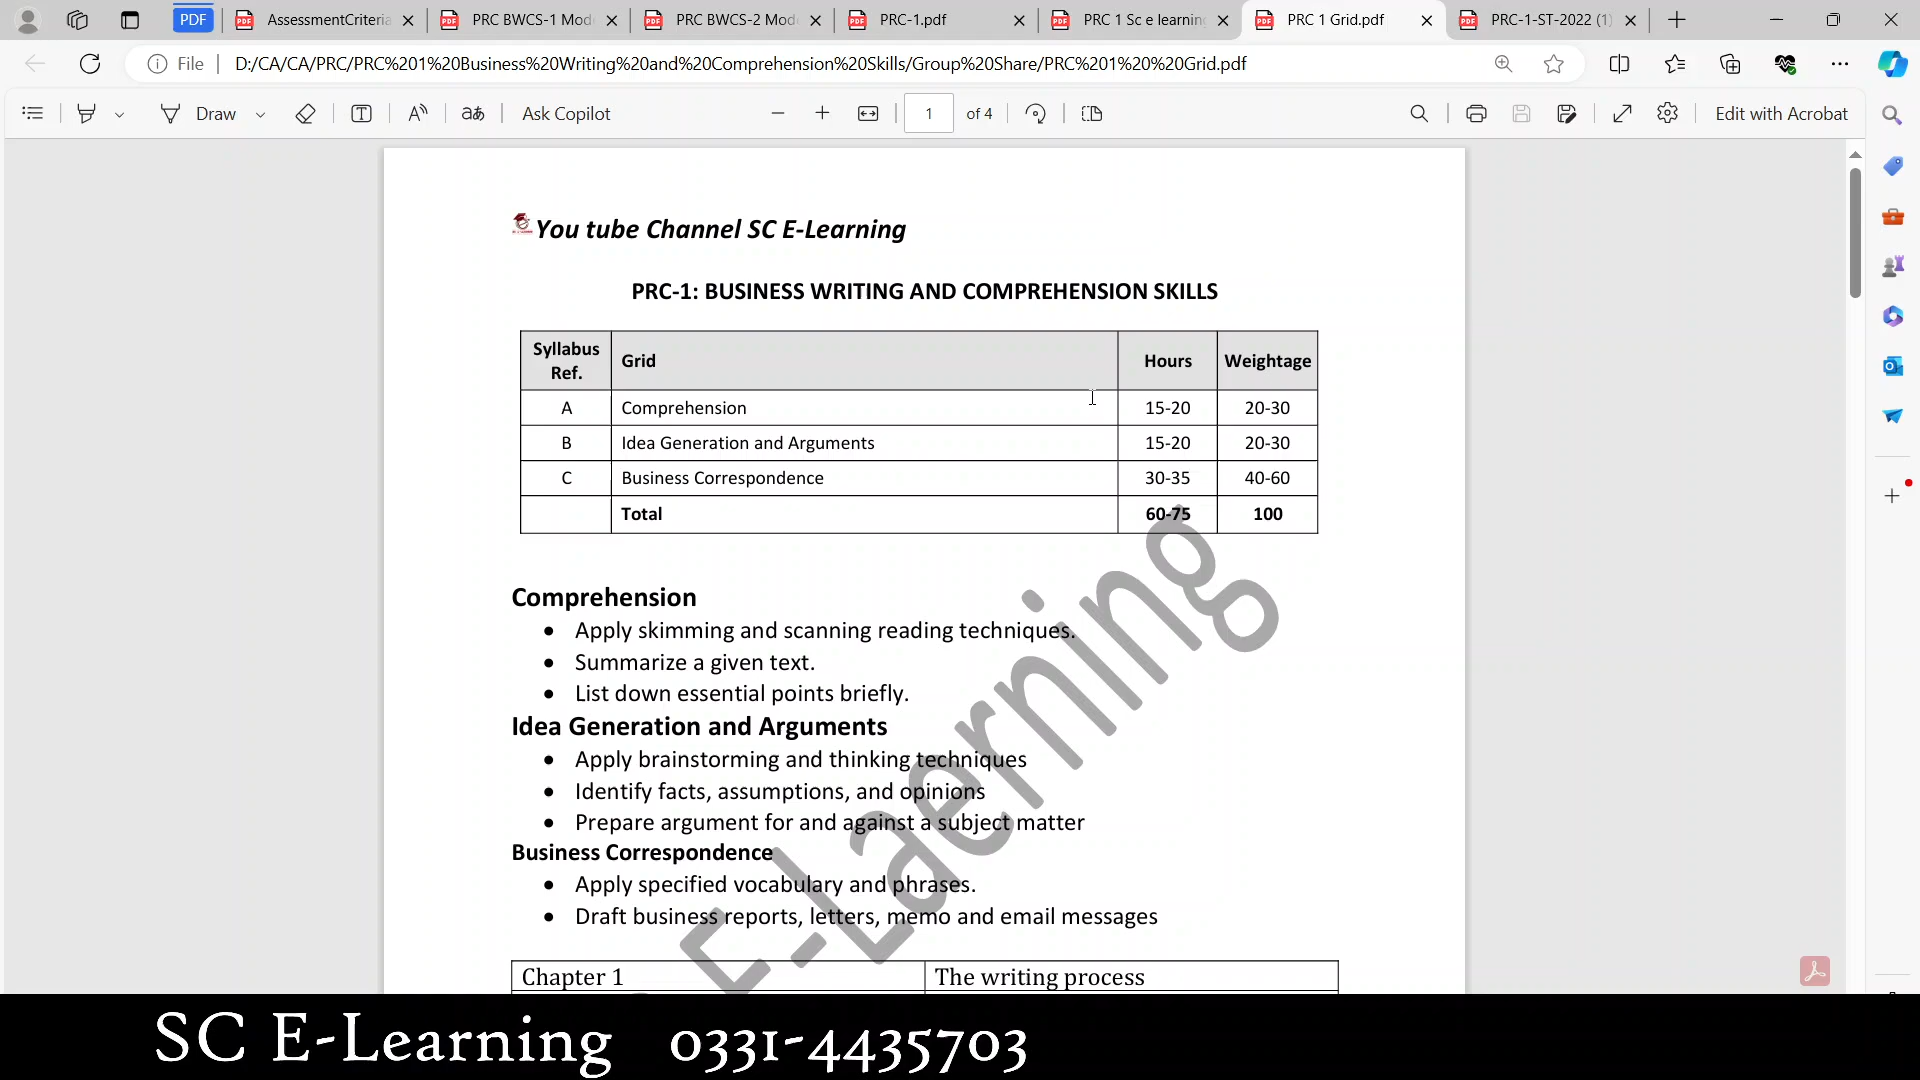 PDF
AssessmentCriteria
PRC BWCS-1 Mod
PRC BWCS-2 Mod
PRC-1.pdf
PRC 1 Sc e learning
PRC 1 Grid.pdf
PRC-1-ST-2022 (1)
File
D:/CA/CA/PRC/PRC%201%20Business%20Writing%20and%20Comprehension%20Skills/Group%20Share/PRC%201%20%20Grid.pdf
Draw
Ask Copilot
1
of 4
Edit with Acrobat
You tube Channel SC E-Learning
PRC-1: BUSINESS WRITING AND COMPREHENSION SKILLS
Syllabus Ref. Grid Hours Weightage
A Comprehension 15-20 20-30
B Idea Generation and Arguments 15-20 20-30
C Business Correspondence 30-35 40-60
Total 60-75 100
Comprehension
• Apply skimming and scanning reading techniques.
• Summarize a given text.
• List down essential points briefly.
Idea Generation and Arguments
• Apply brainstorming and thinking techniques
• Identify facts, assumptions, and opinions
• Prepare argument for and against a subject matter
Business Correspondence
• Apply specified vocabulary and phrases.
• Draft business reports, letters, memo and email messages
Chapter 1 The writing process
E-Laerning
SC E-Learning 0331-4435703